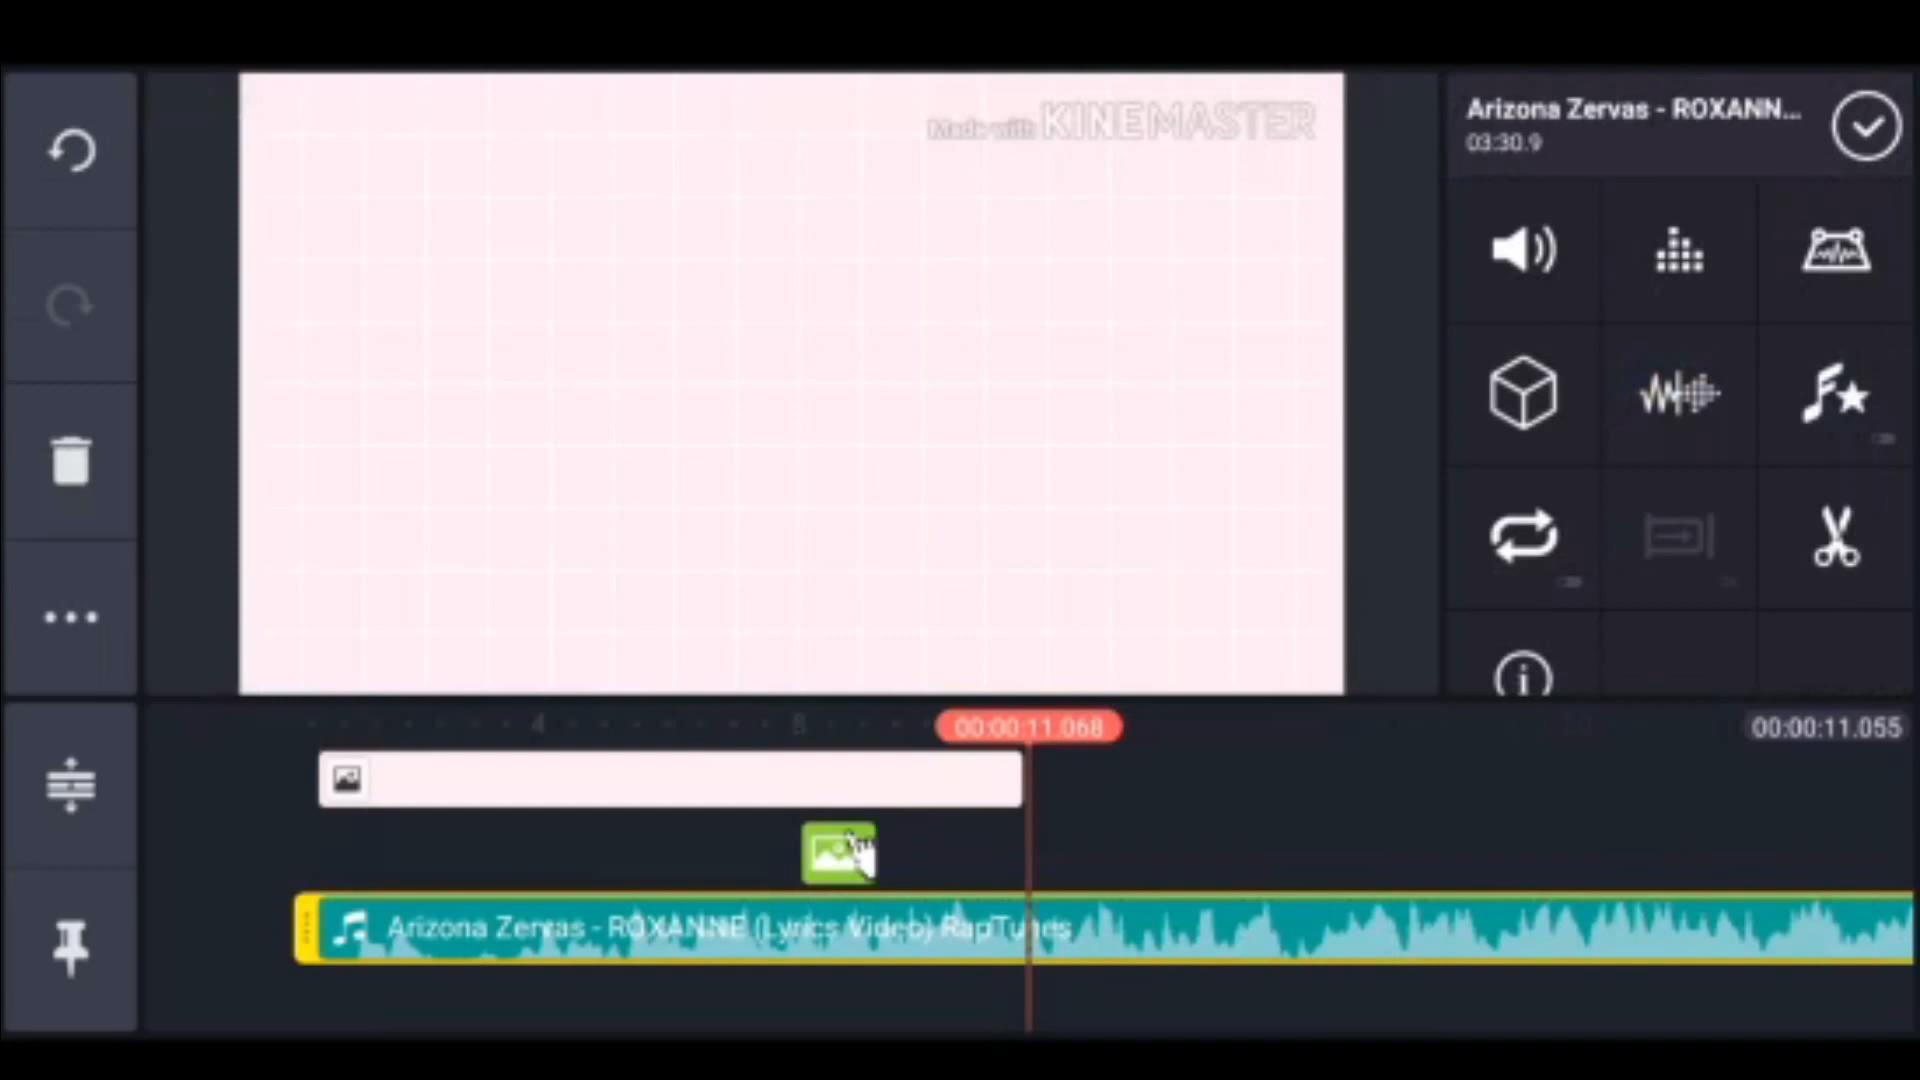 Made with KINEMASTER
Arizona Zervas - ROXANN...
03:30.9
4
8
00:00:11.068
00:00:11.055
Arizona Zervas - ROXANNE (Lyrics Video) RapTunes